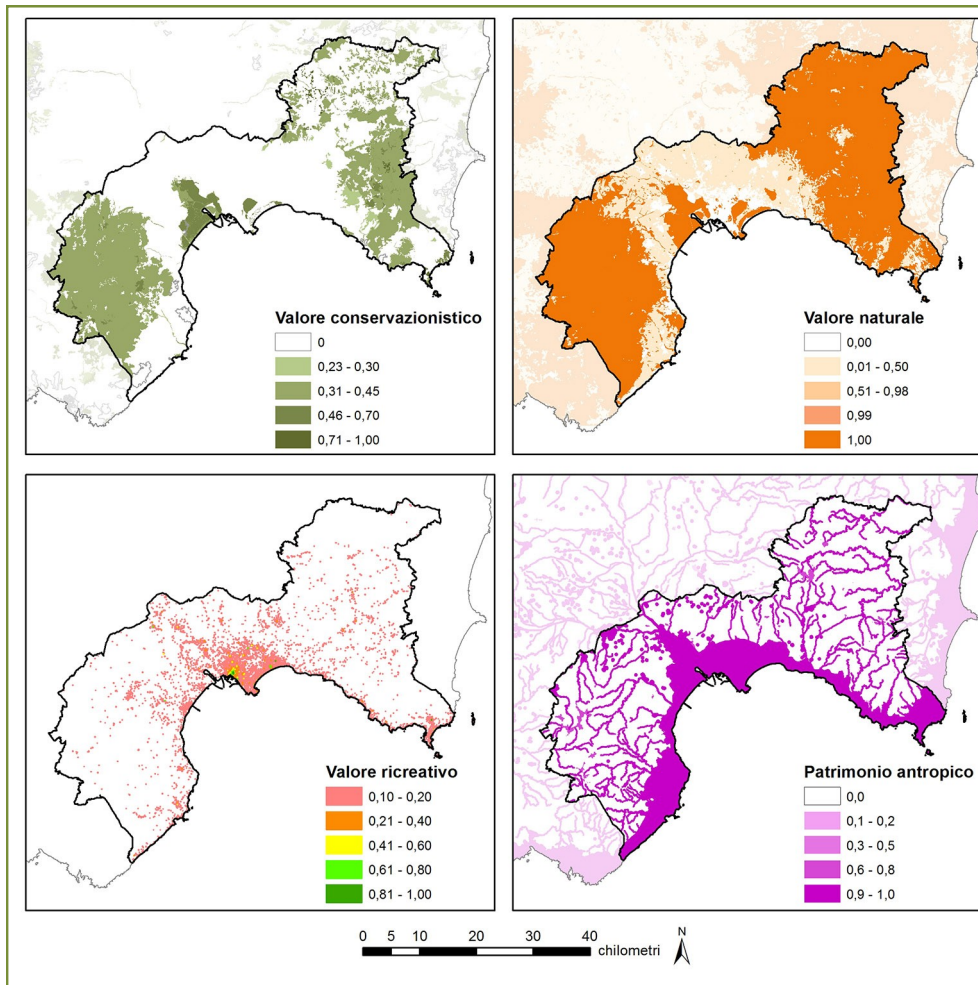 Valore conservazionistico
0
0,23 - 0,30
0,31 - 0,45
0,46 - 0,70
0,71 - 1,00
Valore naturale
0,00
0,01 - 0,50
0,51 - 0,98
0,99
1,00
Valore ricreativo
0,10 - 0,20
0,21 - 0,40
0,41 - 0,60
0,61 - 0,80
0,81 - 1,00
Patrimonio antropico
0,0
0,1 - 0,2
0,3 - 0,5
0,6 - 0,8
0,9 - 1,0
0 5 10 20 30 40
chilometri
N